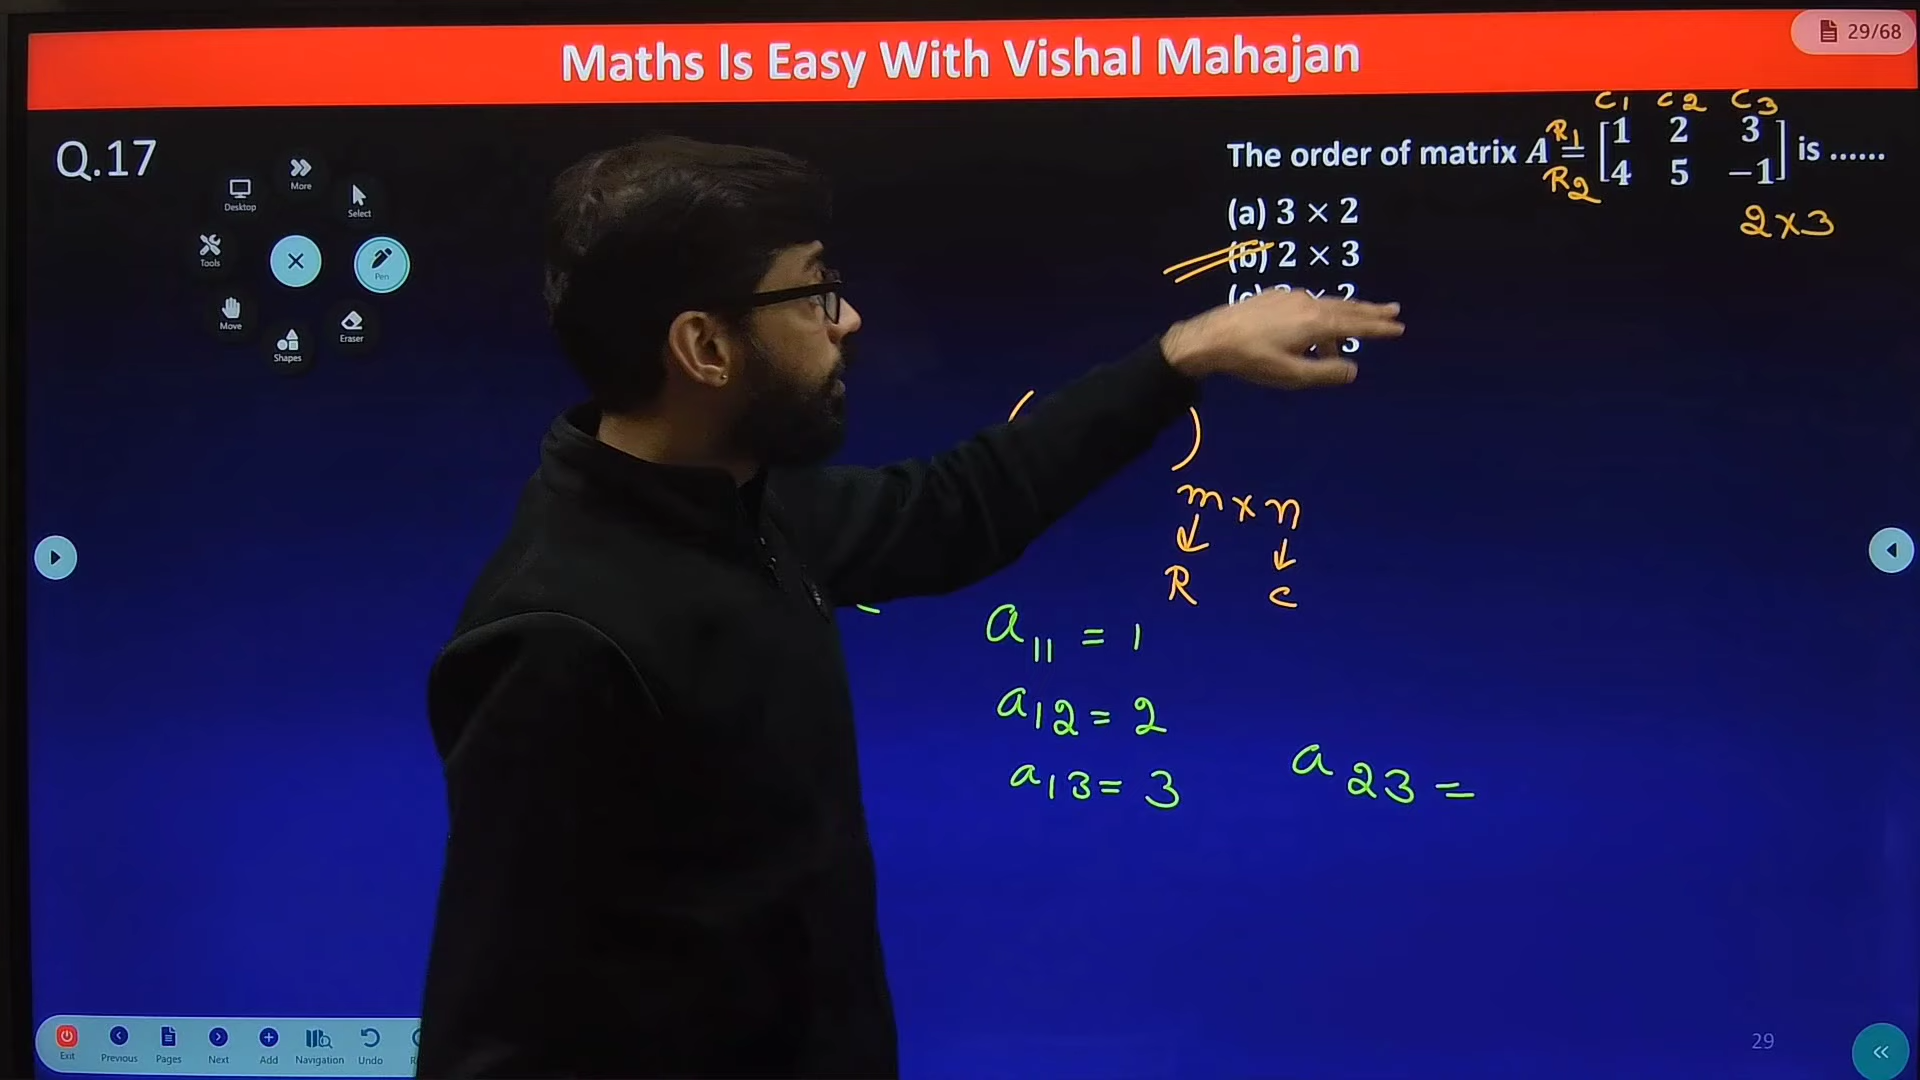 Maths Is Easy With Vishal Mahajan
29/68
Q.17
Desktop
More
Select
Tools
Pen
Move
Shapes
Eraser
C1 C2 C3
The order of matrix A = [1 2 3
4 5 −1] is ......
R1
R2
2×3
(a) 3 × 2
(b) 2 × 3
× 2
3
( )
m × n
R C
a11 = 1
a12 = 2
a13 = 3
a23 =
Exit Previous Pages Next Add Navigation Undo
29